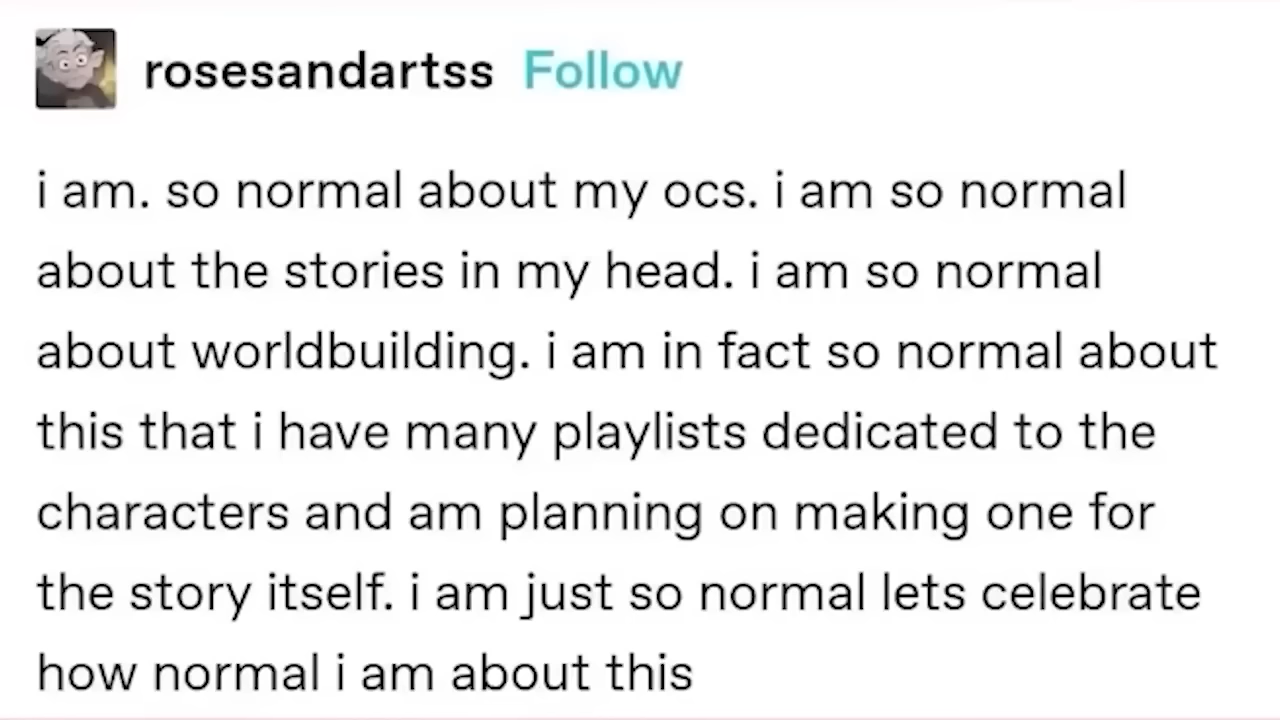 rosesandartss Follow
i am. so normal about my ocs. i am so normal
about the stories in my head. i am so normal
about worldbuilding. i am in fact so normal about
this that i have many playlists dedicated to the
characters and am planning on making one for
the story itself. i am just so normal lets celebrate
how normal i am about this